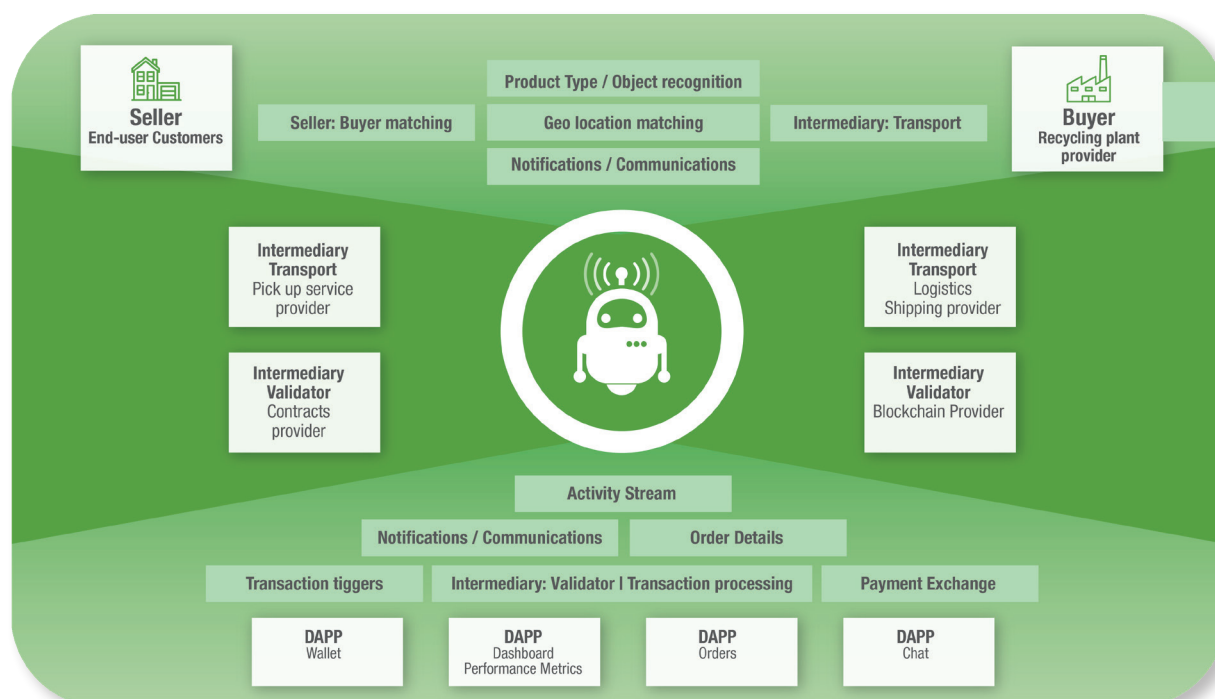 Product Type / Object recognition
Seller
End-user Customers
Seller: Buyer matching
Geo location matching
Intermediary: Transport
Buyer
Recycling plant
provider
Notifications / Communications
Intermediary
Transport
Pick up service
provider
Intermediary
Transport
Logistics
Shipping provider
Intermediary
Validator
Contracts
provider
Intermediary
Validator
Blockchain Provider
Activity Stream
Notifications / Communications
Order Details
Transaction tiggers
Intermediary: Validator | Transaction processing
Payment Exchange
DAPP
Wallet
DAPP
Dashboard
Performance Metrics
DAPP
Orders
DAPP
Chat